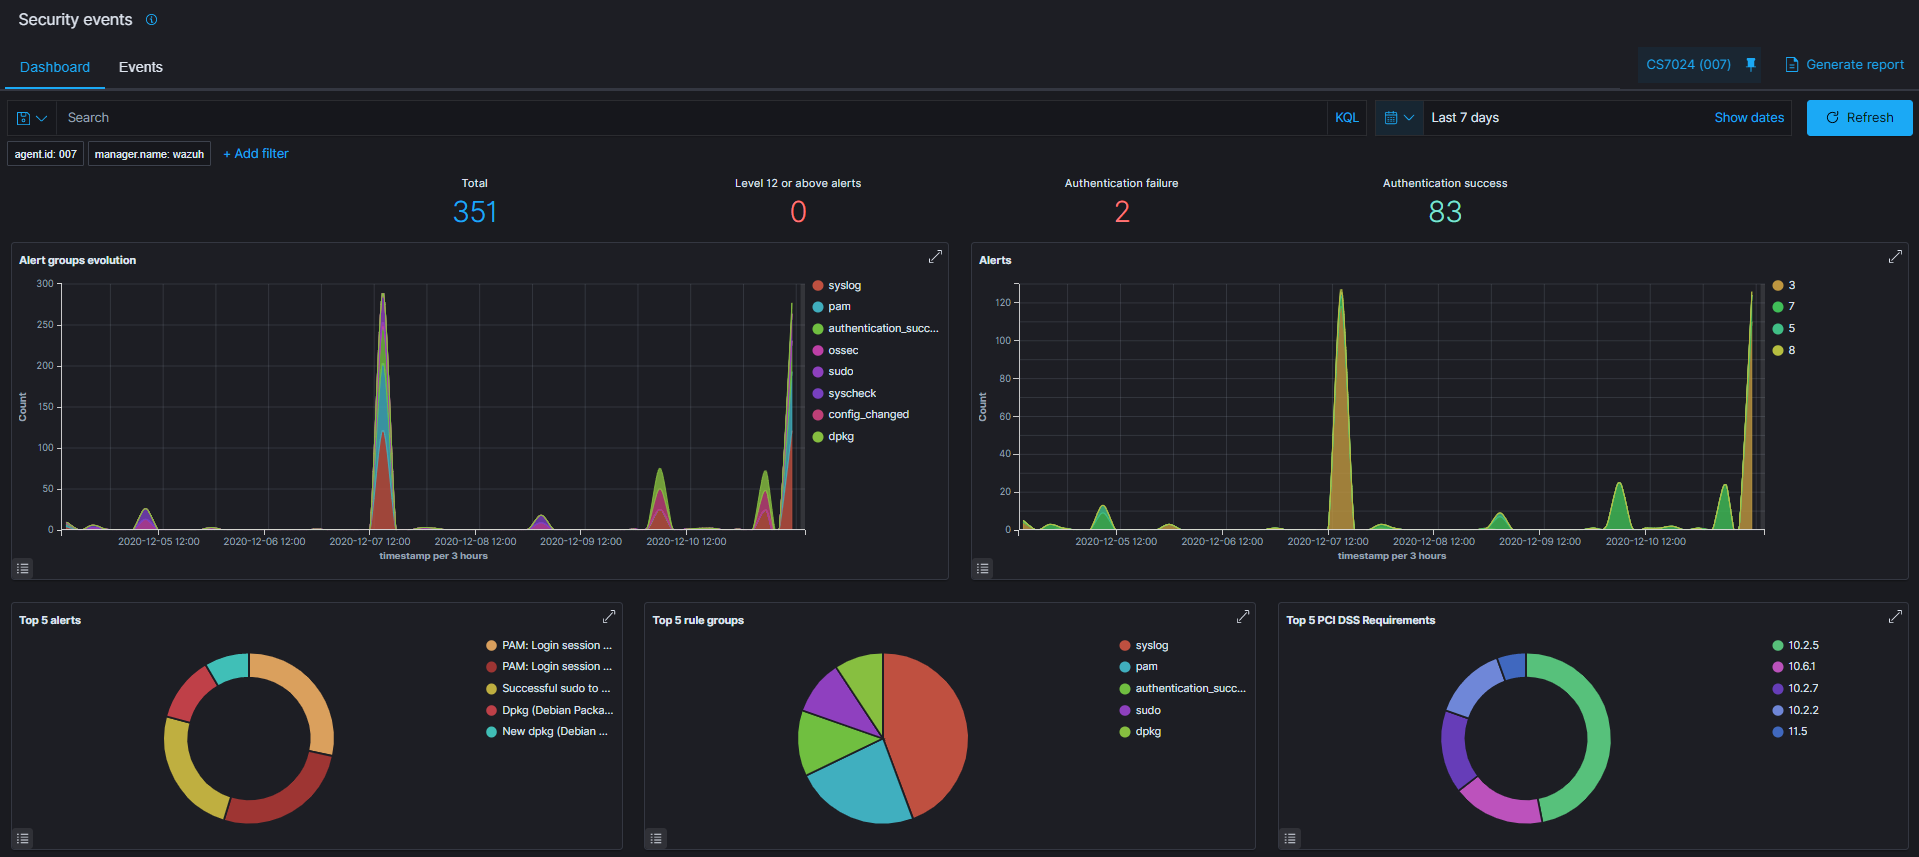 Security events
Dashboard Events
CS7024 (007) Generate report
Search KQL Last 7 days Show dates Refresh
agent.id: 007 manager.name: wazuh + Add filter
Total
351
Level 12 or above alerts
0
Authentication failure
2
Authentication success
83
Alert groups evolution
300
250
200
150
100
50
0
Count
2020-12-05 12:00 2020-12-06 12:00 2020-12-07 12:00 2020-12-08 12:00 2020-12-09 12:00 2020-12-10 12:00
timestamp per 3 hours
syslog
pam
authentication_succ...
ossec
sudo
syscheck
config_changed
dpkg
Alerts
120
100
80
60
40
20
0
Count
2020-12-05 12:00 2020-12-06 12:00 2020-12-07 12:00 2020-12-08 12:00 2020-12-09 12:00 2020-12-10 12:00
timestamp per 3 hours
3
7
5
8
Top 5 alerts
PAM: Login session ...
PAM: Login session ...
Successful sudo to ...
Dpkg (Debian Packa...
New dpkg (Debian ...
Top 5 rule groups
syslog
pam
authentication_succ...
sudo
dpkg
Top 5 PCI DSS Requirements
10.2.5
10.6.1
10.2.7
10.2.2
11.5